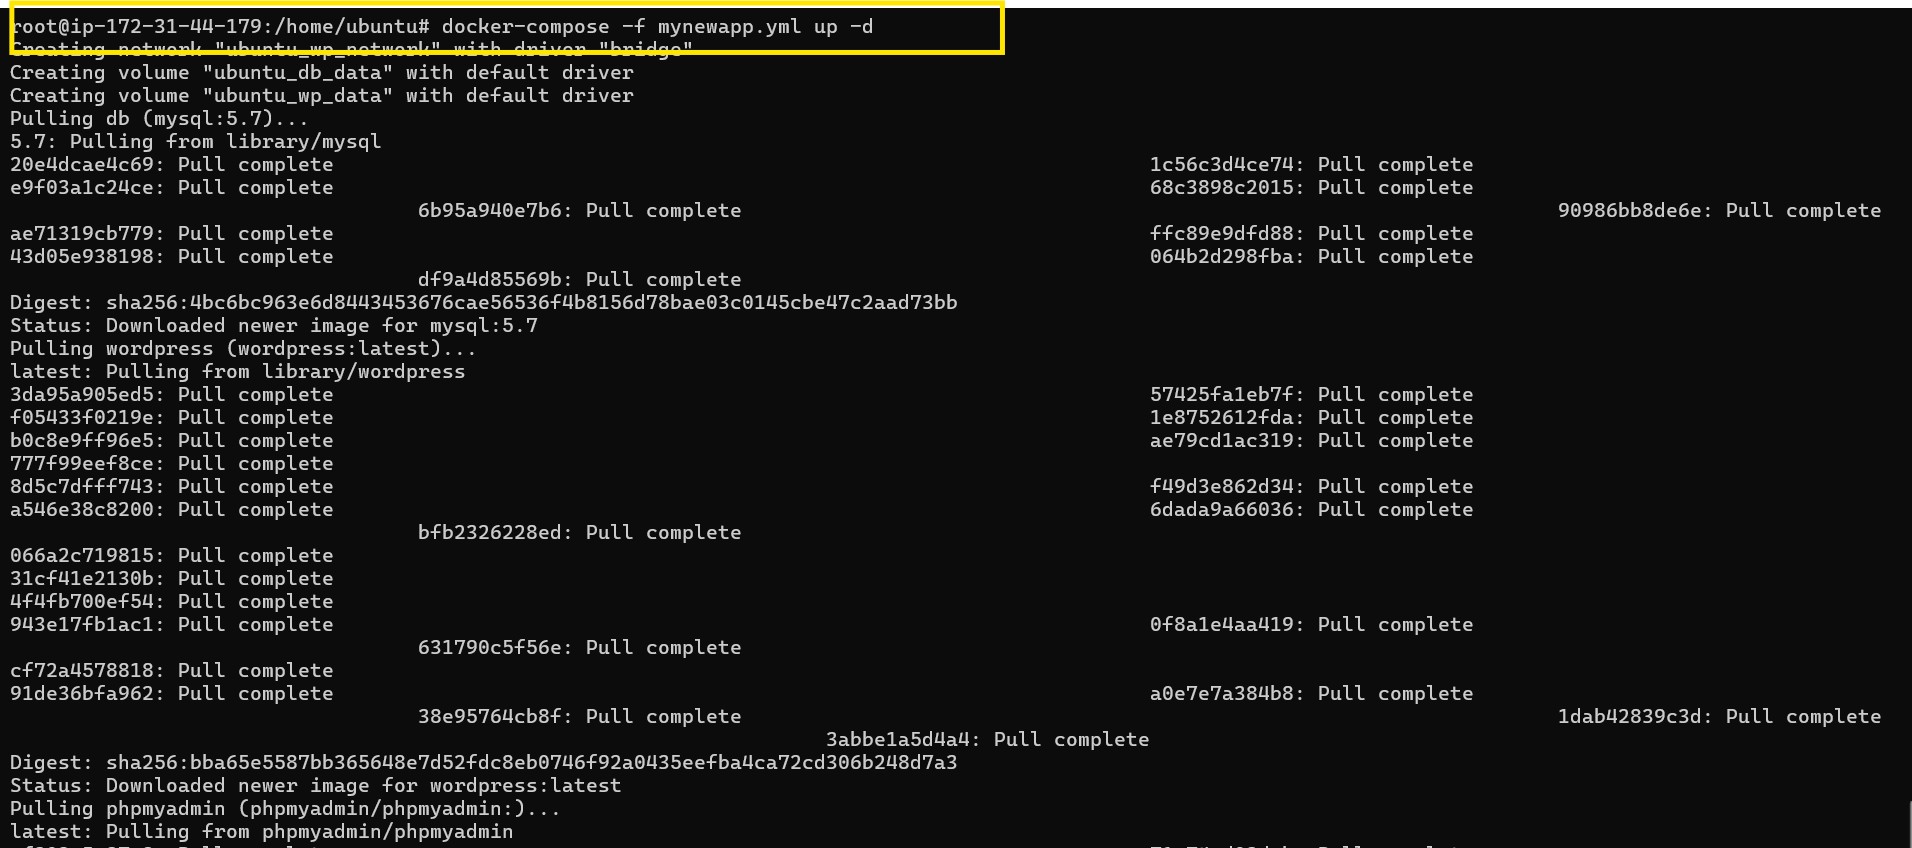 root@ip-172-31-44-179:/home/ubuntu# docker-compose -f mynewapp.yml up -d
Creating network "ubuntu_wp_network" with driver "bridge"
Creating volume "ubuntu_db_data" with default driver
Creating volume "ubuntu_wp_data" with default driver
Pulling db (mysql:5.7)...
5.7: Pulling from library/mysql
20e4dcae4c69: Pull complete 1c56c3d4ce74: Pull complete
e9f03a1c24ce: Pull complete 68c3898c2015: Pull complete
6b95a940e7b6: Pull complete 90986bb8de6e: Pull complete
ae71319cb779: Pull complete ffc89e9dfd88: Pull complete
43d05e938198: Pull complete 064b2d298fba: Pull complete
df9a4d85569b: Pull complete
Digest: sha256:4bc6bc963e6d8443453676cae56536f4b8156d78bae03c0145cbe47c2aad73bb
Status: Downloaded newer image for mysql:5.7
Pulling wordpress (wordpress:latest)...
latest: Pulling from library/wordpress
3da95a905ed5: Pull complete 57425fa1eb7f: Pull complete
f05433f0219e: Pull complete 1e8752612fda: Pull complete
b0c8e9ff96e5: Pull complete ae79cd1ac319: Pull complete
777f99eef8ce: Pull complete
8d5c7dfff743: Pull complete f49d3e862d34: Pull complete
a546e38c8200: Pull complete 6dada9a66036: Pull complete
bfb2326228ed: Pull complete
066a2c719815: Pull complete
31cf41e2130b: Pull complete
4f4fb700ef54: Pull complete
943e17fb1ac1: Pull complete 0f8a1e4aa419: Pull complete
631790c5f56e: Pull complete
cf72a4578818: Pull complete
91de36bfa962: Pull complete a0e7e7a384b8: Pull complete
38e95764cb8f: Pull complete 1dab42839c3d: Pull complete
3abbe1a5d4a4: Pull complete
Digest: sha256:bba65e5587bb365648e7d52fdc8eb0746f92a0435eefba4ca72cd306b248d7a3
Status: Downloaded newer image for wordpress:latest
Pulling phpmyadmin (phpmyadmin/phpmyadmin:)...
latest: Pulling from phpmyadmin/phpmyadmin